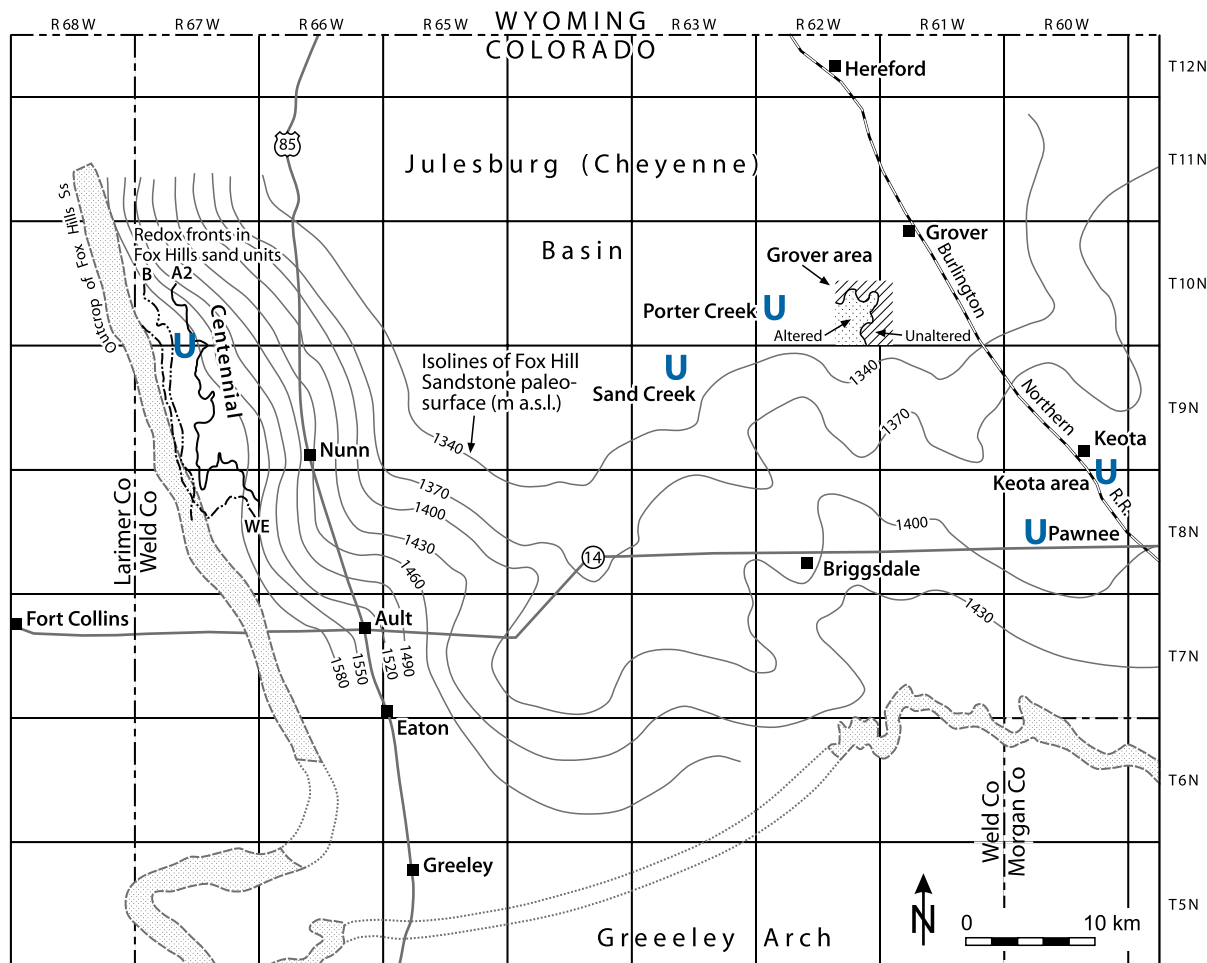 WYOMING
R 68 W R 67 W R 66 W R 65 W R 63 W R 62 W R 61 W R 60 W
COLORADO
T12N
Hereford
85
Julesburg (Cheyenne)
T11N
Outcrop of Fox Hills Ss
Redox fronts in
Fox Hills sand units
B A2
Basin
Grover
Burlington
Grover area
T10N
Porter Creek U
Altered
Unaltered
U
Centennial
Isolines of Fox Hill
Sandstone paleo-
surface (m a.s.l.)
U
Sand Creek
1340
1340
1370
Northern
T9N
Keota
Nunn
U
Keota area
R.R.
1370
1400
1400
WE
Larimer Co
Weld Co
1430
1460
14
U Pawnee
T8N
Briggsdale
Fort Collins
Ault
1430
1580
1550
1520
1490
T7N
Eaton
T6N
Weld Co
Morgan Co
Greeley
N
0 10 km
T5N
Greeeley Arch